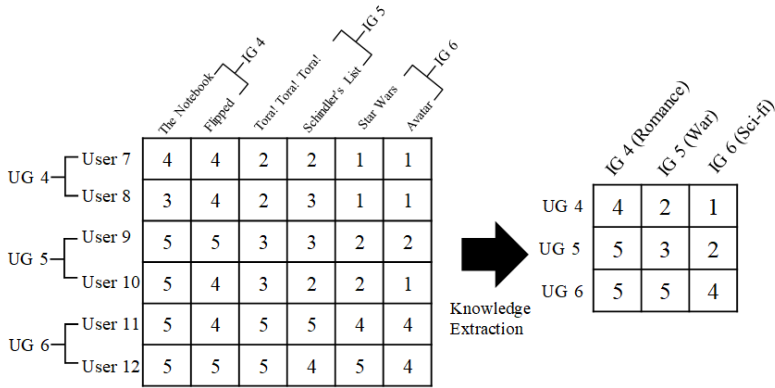 The Notebook
Flipped
IG 4
Tora! Tora! Tora!
Schindler's List
IG 5
Star Wars
Avatar
IG 6
UG 4
User 7 4 4 2 2 1 1
User 8 3 4 2 3 1 1
UG 5
User 9 5 5 3 3 2 2
User 10 5 4 3 2 2 1
UG 6
User 11 5 4 5 5 4 4
User 12 5 5 5 4 5 4
Knowledge
Extraction
IG 4 (Romance)
IG 5 (War)
IG 6 (Sci-fi)
UG 4 4 2 1
UG 5 5 3 2
UG 6 5 5 4